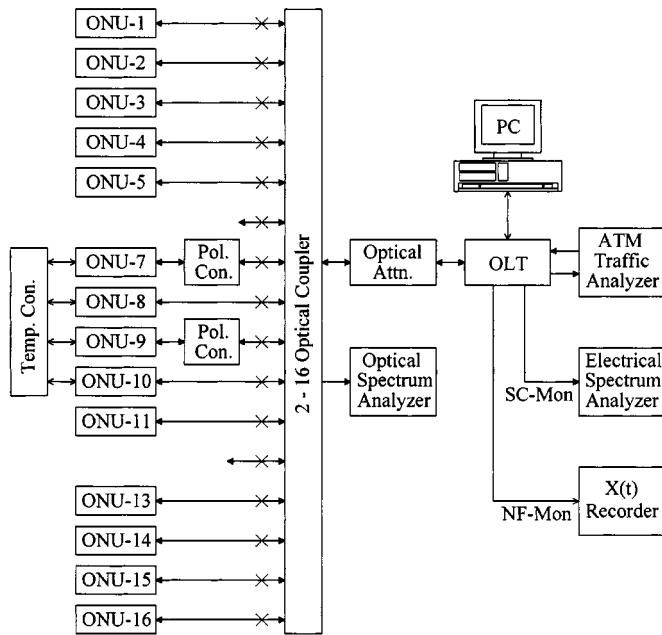 ONU-1
ONU-2
ONU-3
ONU-4
ONU-5
ONU-7
ONU-8
ONU-9
ONU-10
ONU-11
ONU-13
ONU-14
ONU-15
ONU-16
Temp. Con.
Pol.
Con.
Pol.
Con.
2 - 16 Optical Coupler
Optical
Attn.
Optical
Spectrum
Analyzer
PC
OLT
ATM
Traffic
Analyzer
SC-Mon
Electrical
Spectrum
Analyzer
NF-Mon
X(t)
Recorder